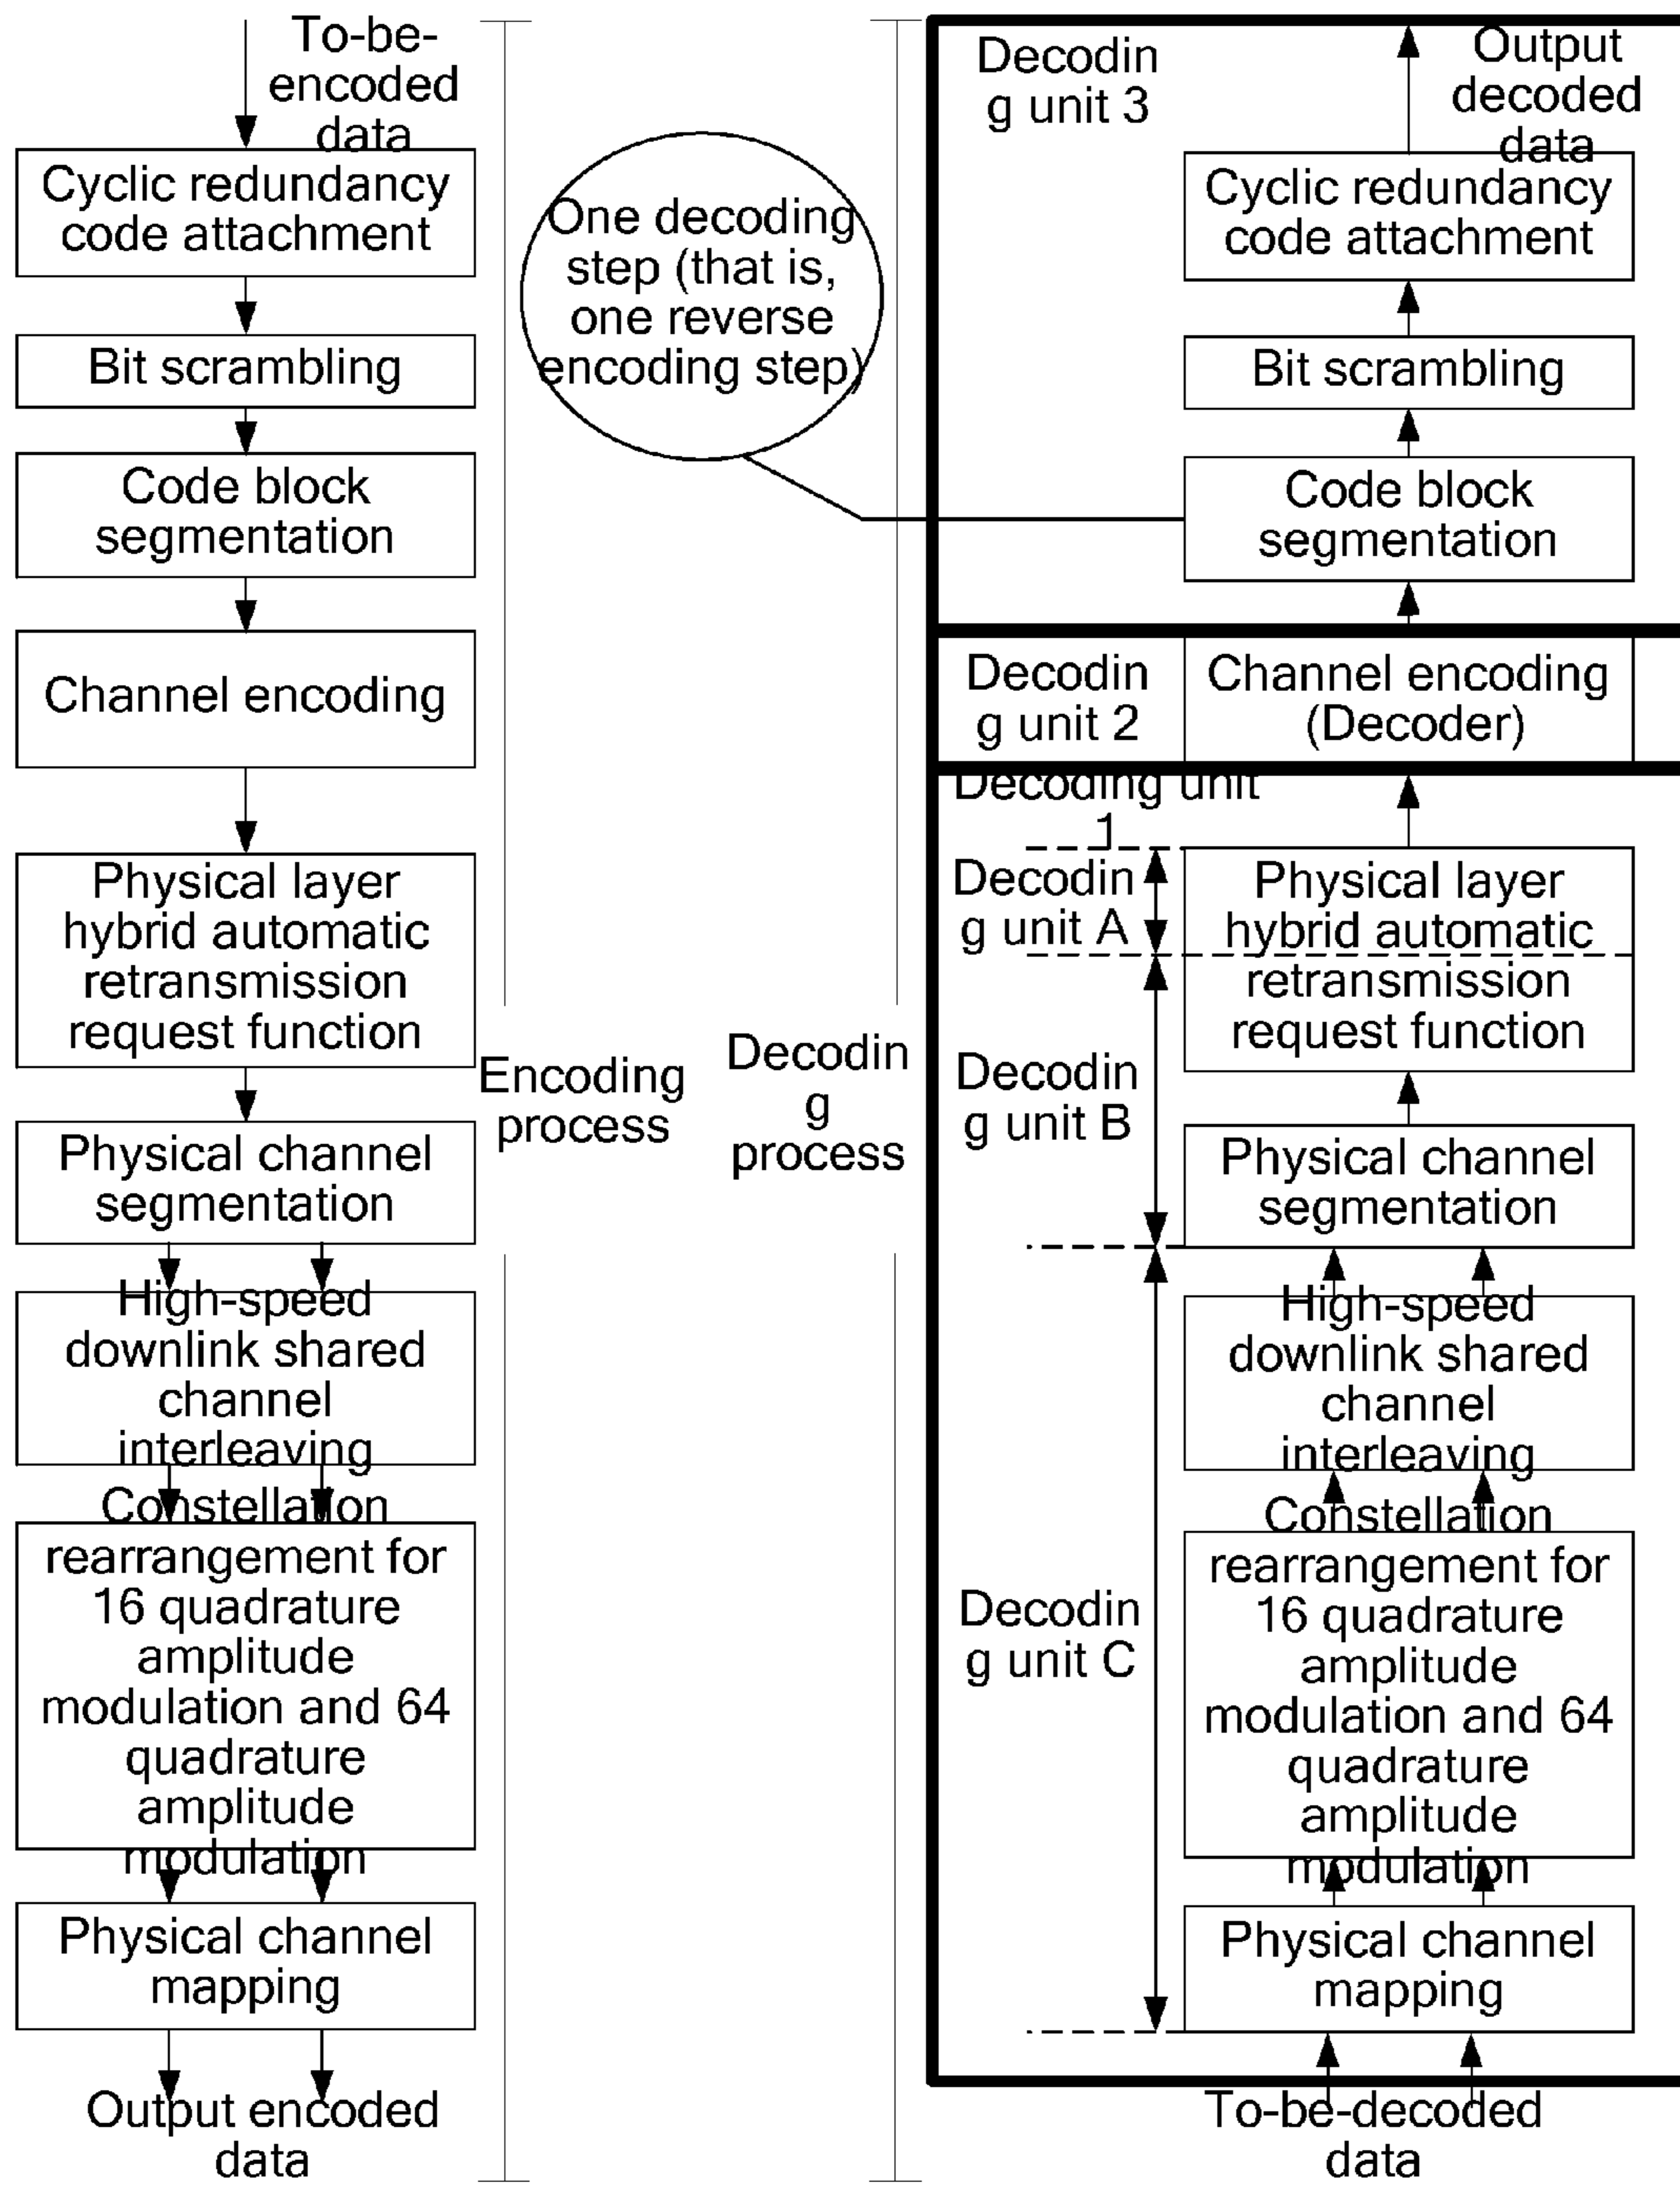 To-be-
encoded
data
Cyclic redundancy
code attachment
Bit scrambling
Code block
segmentation
Channel encoding
Physical layer
hybrid automatic
retransmission
request function
Physical channel
segmentation
High-speed
downlink shared
channel
interleaving
Constellation
rearrangement for
16 quadrature
amplitude
modulation and 64
quadrature
amplitude
modulation
Physical channel
mapping
Output encoded
data
Encoding
process
One decoding
step (that is,
one reverse
encoding step)
Decodin
g
process
Decodin
g unit 3
Output
decoded
data
Cyclic redundancy
code attachment
Bit scrambling
Code block
segmentation
Decodin
g unit 2
Channel encoding
(Decoder)
Decoding unit
1
Decodin
g unit A
Physical layer
hybrid automatic
retransmission
request function
Decodin
g unit B
Physical channel
segmentation
High-speed
downlink shared
channel
interleaving
Decodin
g unit C
Constellation
rearrangement for
16 quadrature
amplitude
modulation and 64
quadrature
amplitude
modulation
Physical channel
mapping
To-be-decoded
data